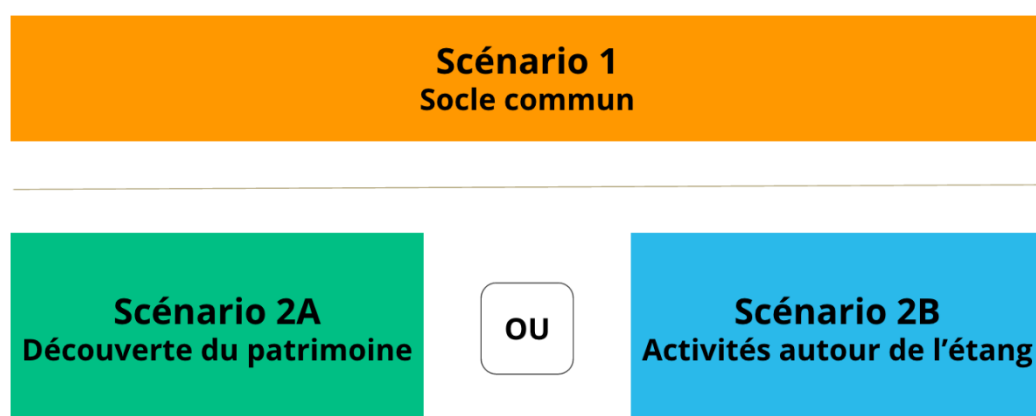 Scénario 1
Socle commun
Scénario 2A
Découverte du patrimoine
OU
Scénario 2B
Activités autour de l’étang